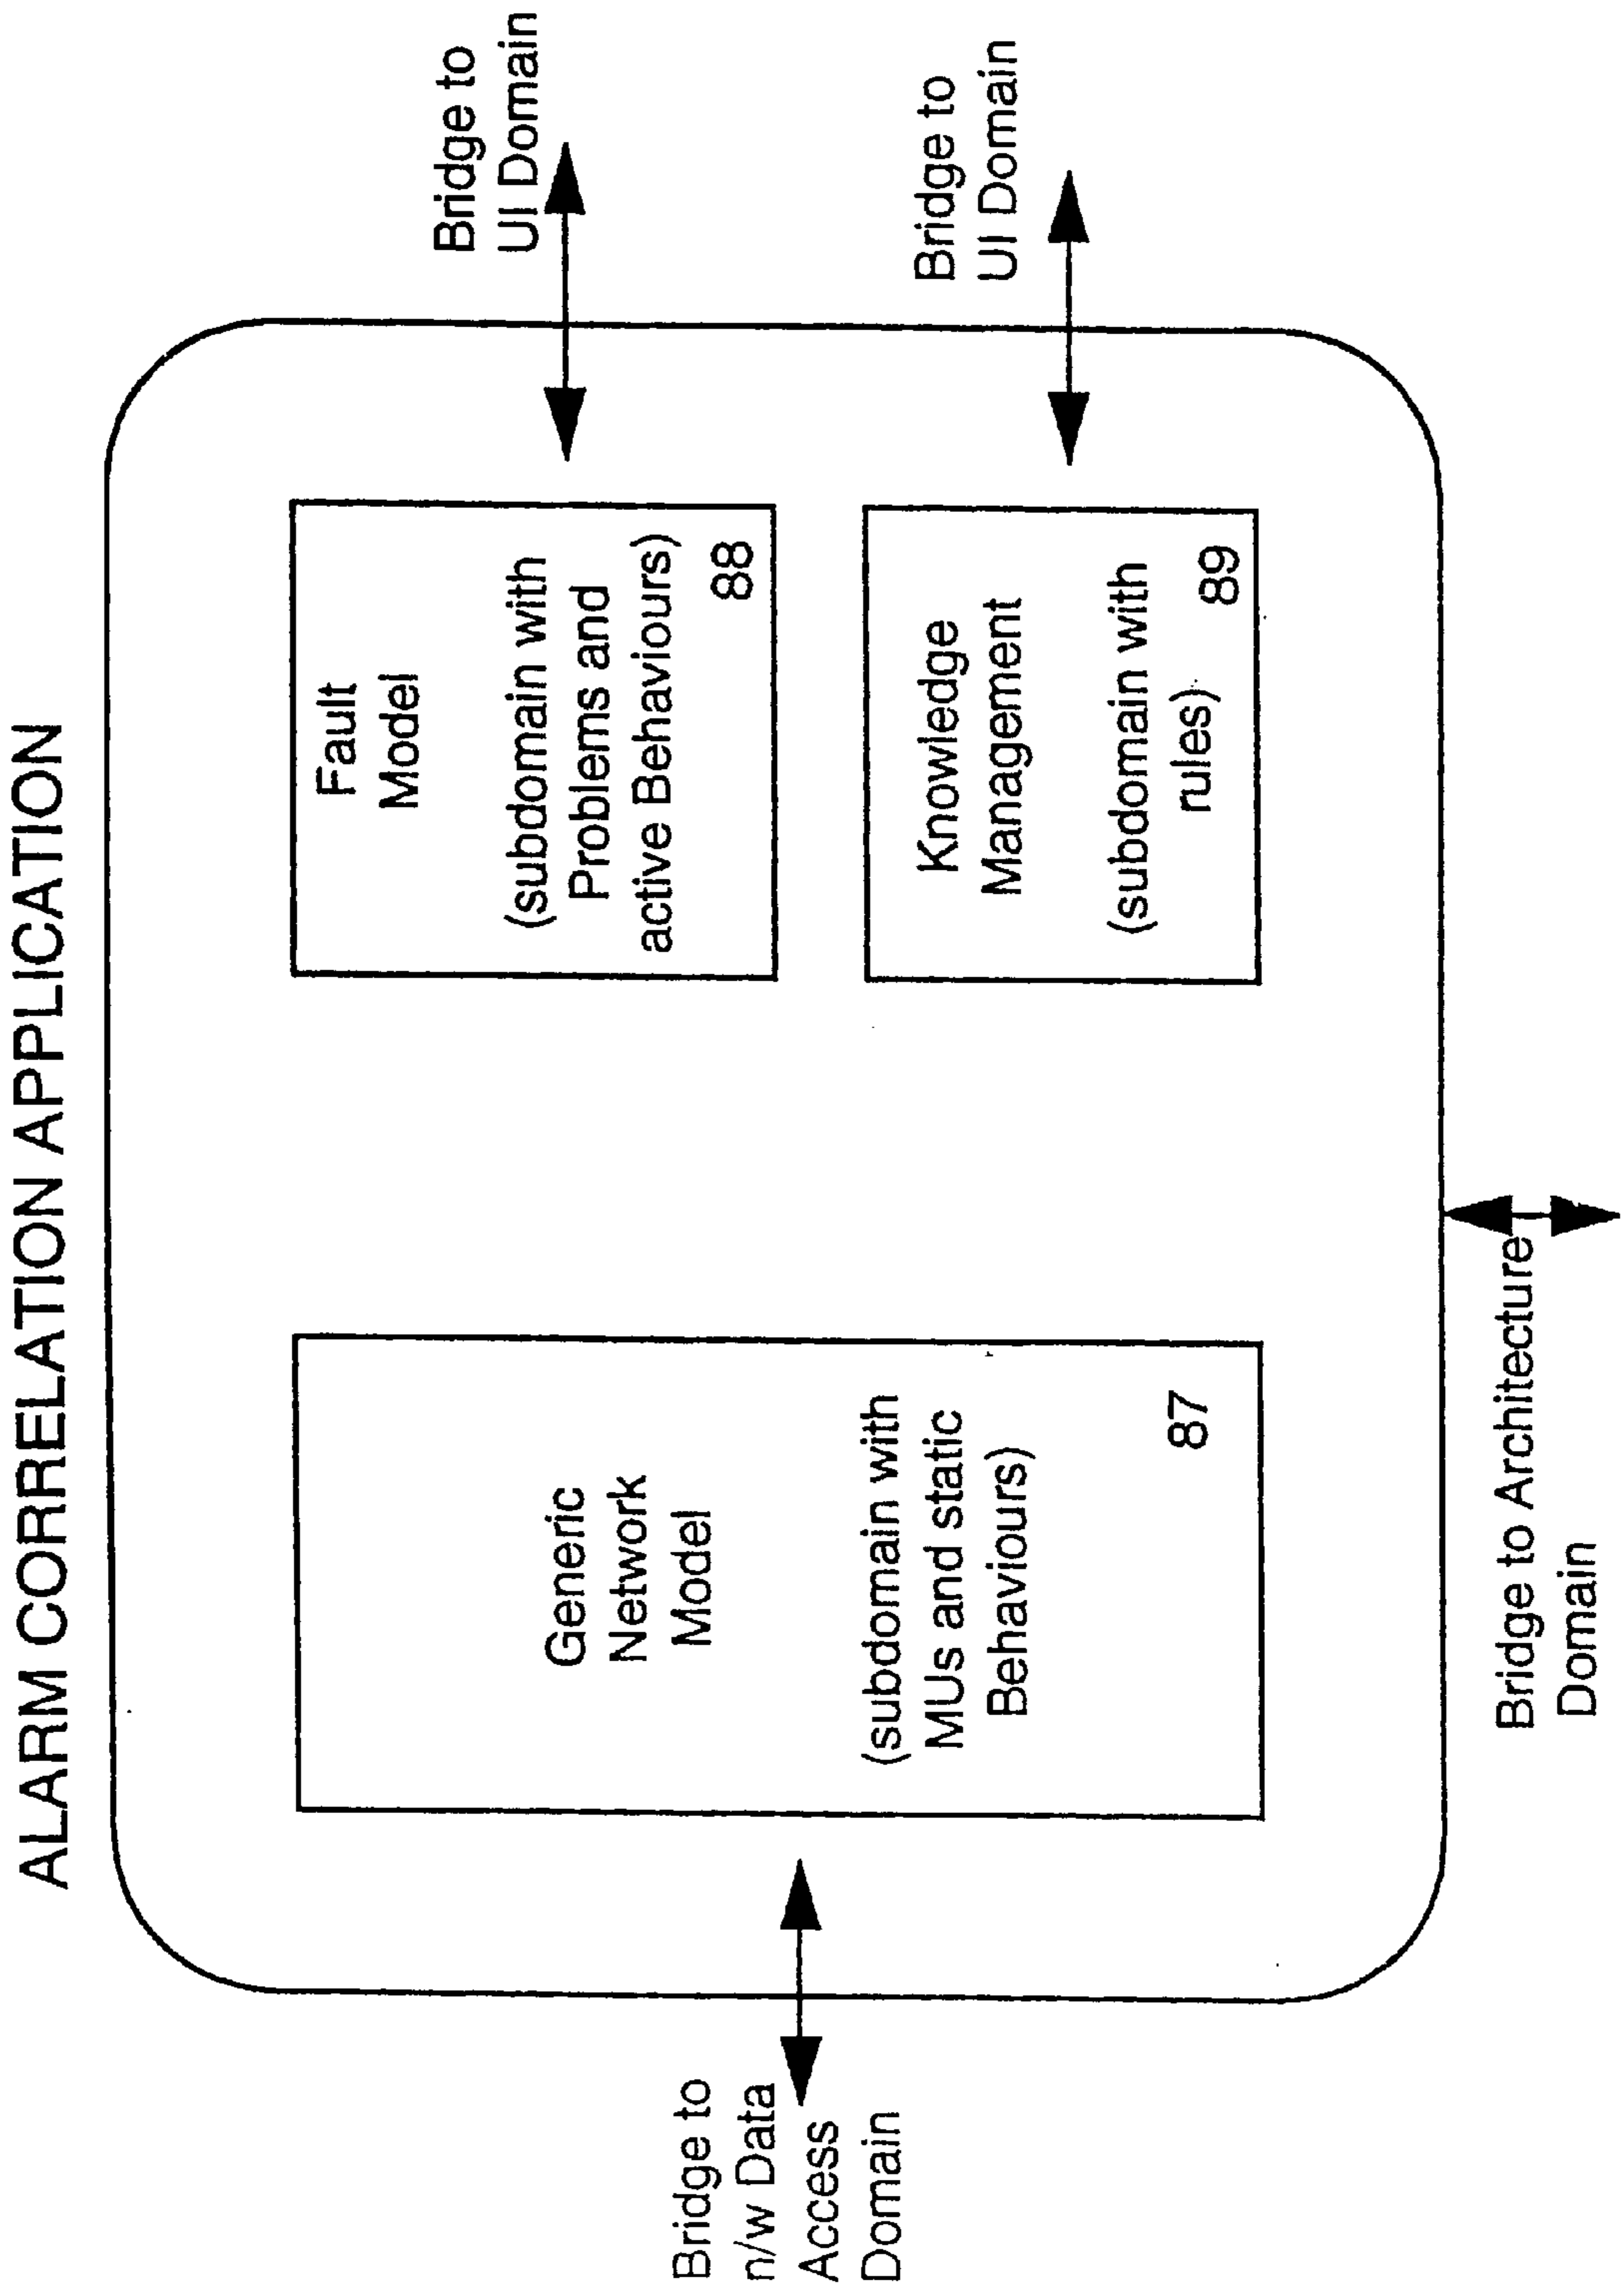 ALARM CORRELATION APPLICATION
Bridge to
n/w Data
Access
Domain
Generic
Network
Model
(subdomain with
MUs and static
Behaviours)
87
Fault
Model
(subdomain with
Problems and
active Behaviours)
88
Knowledge
Management
(subdomain with
rules)
89
Bridge to
UI Domain
Bridge to
UI Domain
Bridge to Architecture
Domain